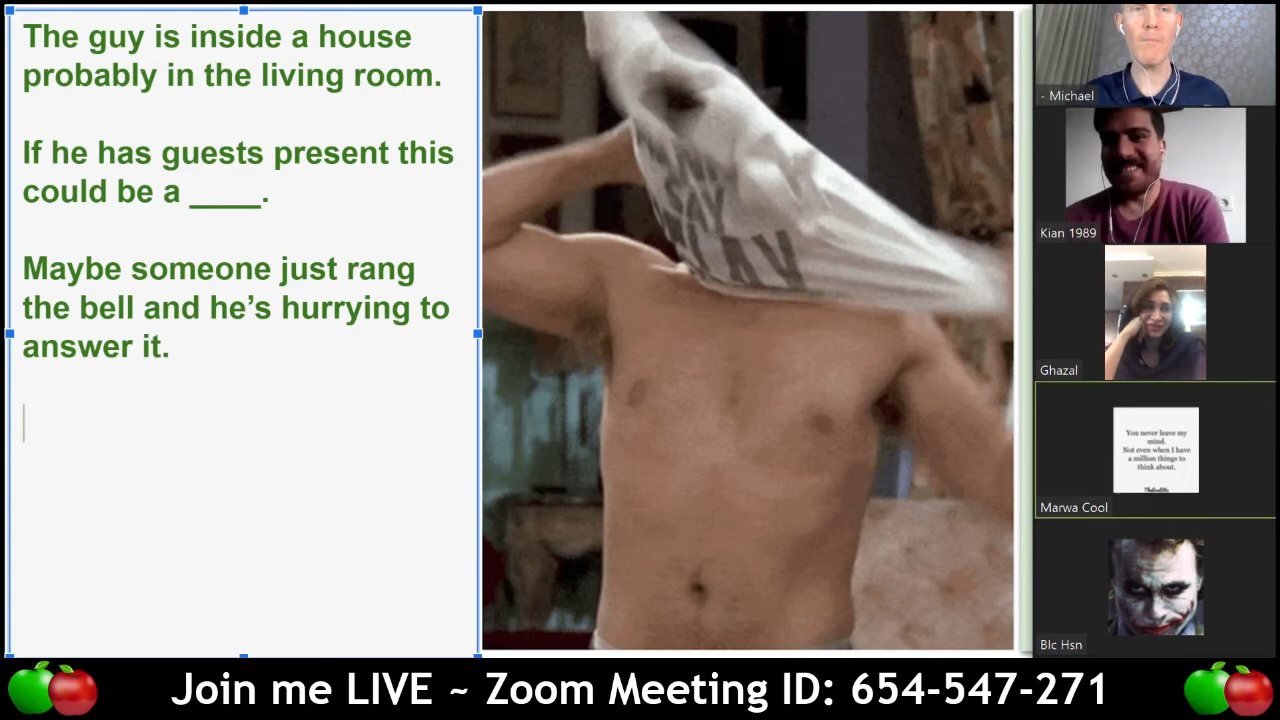 The guy is inside a house
probably in the living room.
If he has guests present this
could be a ____.
Maybe someone just rang
the bell and he’s hurrying to
answer it.
SAY
- Michael
Kian 1989
Ghazal
You never leave my
mind.
Not even when I have
a million things to
think about.
Marwa Cool
Blc Hsn
Join me LIVE ~ Zoom Meeting ID: 654-547-271